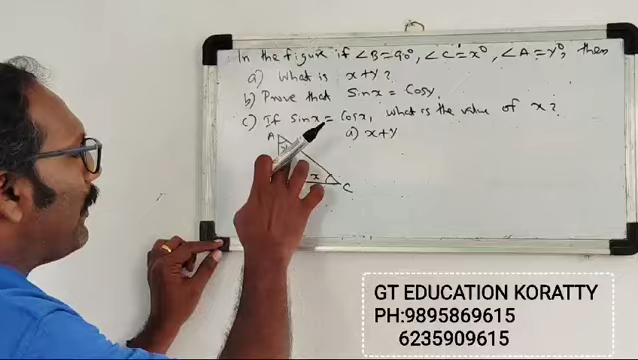 In the figure if ∠B=90°, ∠C=x°, ∠A=y°, then
a) What is x+y?
b) Prove that sinx = cosy.
c) If sinx = cosx, what is the value of x?
A
a) x+y
y
x
C
GT EDUCATION KORATTY
PH:9895869615
6235909615